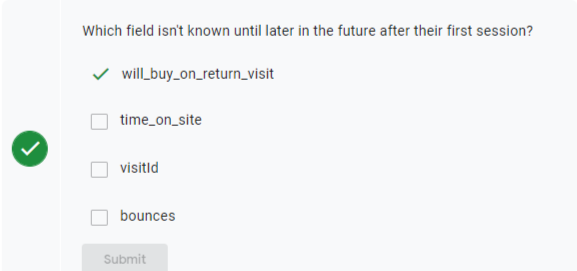 Which field isn't known until later in the future after their first session?
will_buy_on_return_visit
time_on_site
visitId
bounces
Submit